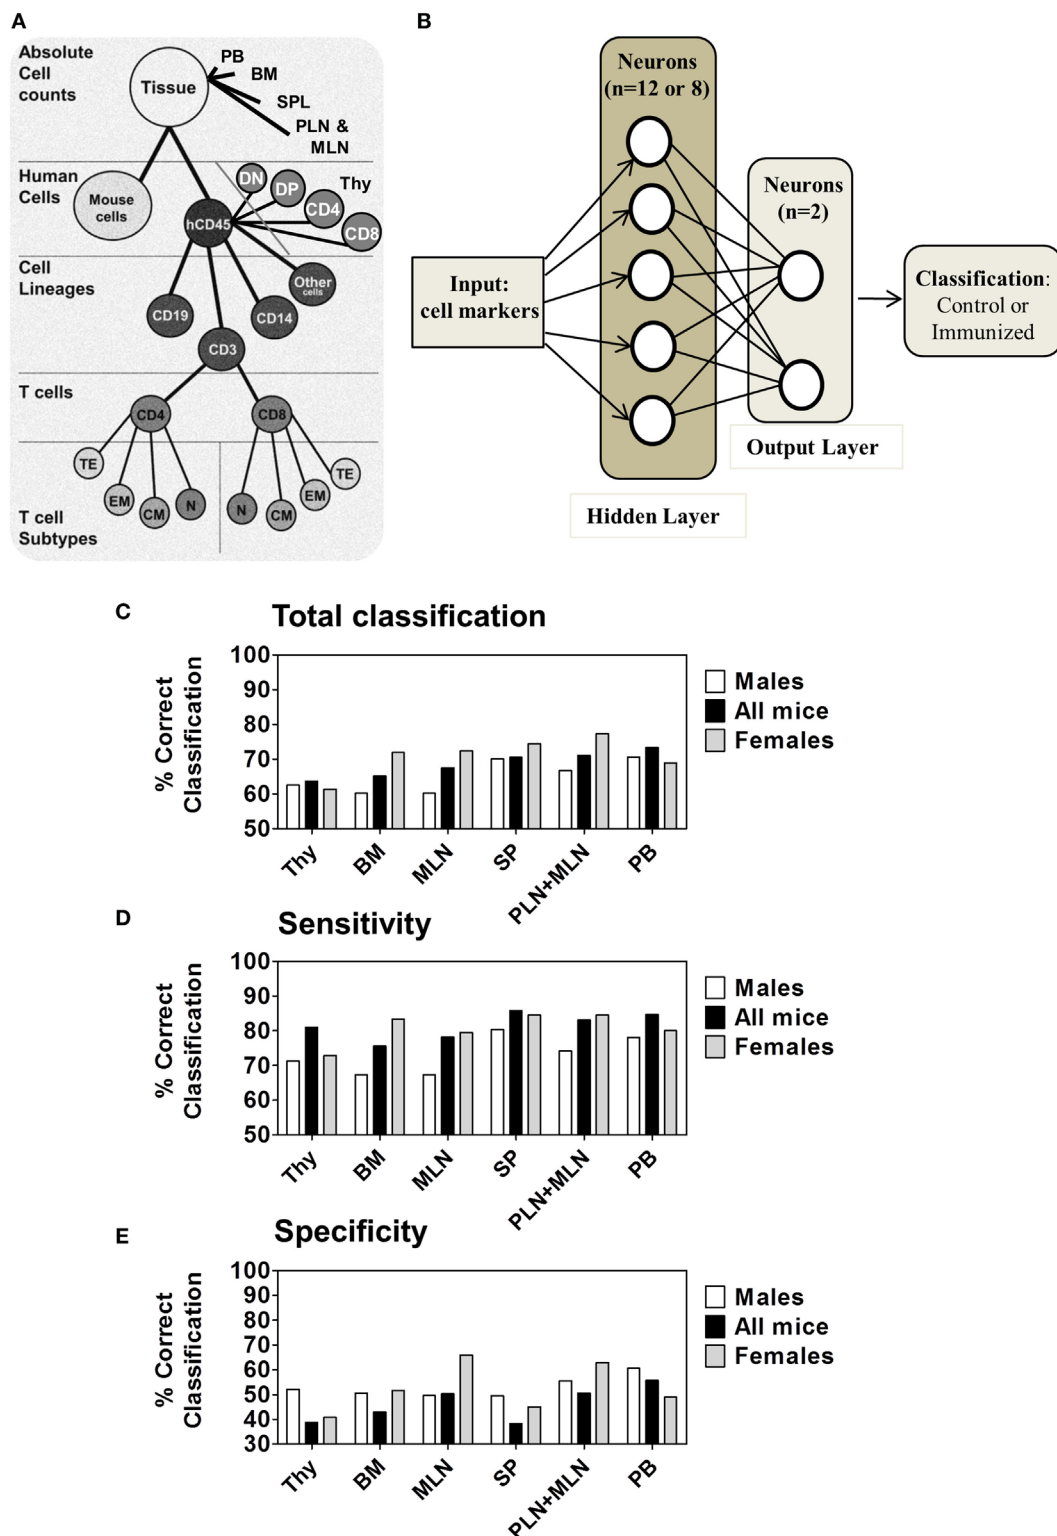 A
Absolute
Cell
counts
Tissue
PB
BM
SPL
PLN &
MLN
Human
Cells
Mouse
cells
hCD45
DN
DP
CD4
CD8
Thy
Cell
Lineages
CD19
CD3
CD14
Other
cells
T cells
CD4
CD8
TE
EM
CM
N
N
CM
EM
TE
T cell
Subtypes
B
Input:
cell markers
Neurons
(n=12 or 8)
Hidden Layer
Neurons
(n=2)
Output Layer
Classification:
Control or
Immunized
C
Total classification
% Correct
Classification
100
90
80
70
60
50
Thy
BM
MLN
SP
PLN+MLN
PB
Males
All mice
Females
D
Sensitivity
% Correct
Classification
100
90
80
70
60
50
Thy
BM
MLN
SP
PLN+MLN
PB
Males
All mice
Females
E
Specificity
% Correct
Classification
100
90
80
70
60
50
40
30
Thy
BM
MLN
SP
PLN+MLN
PB
Males
All mice
Females